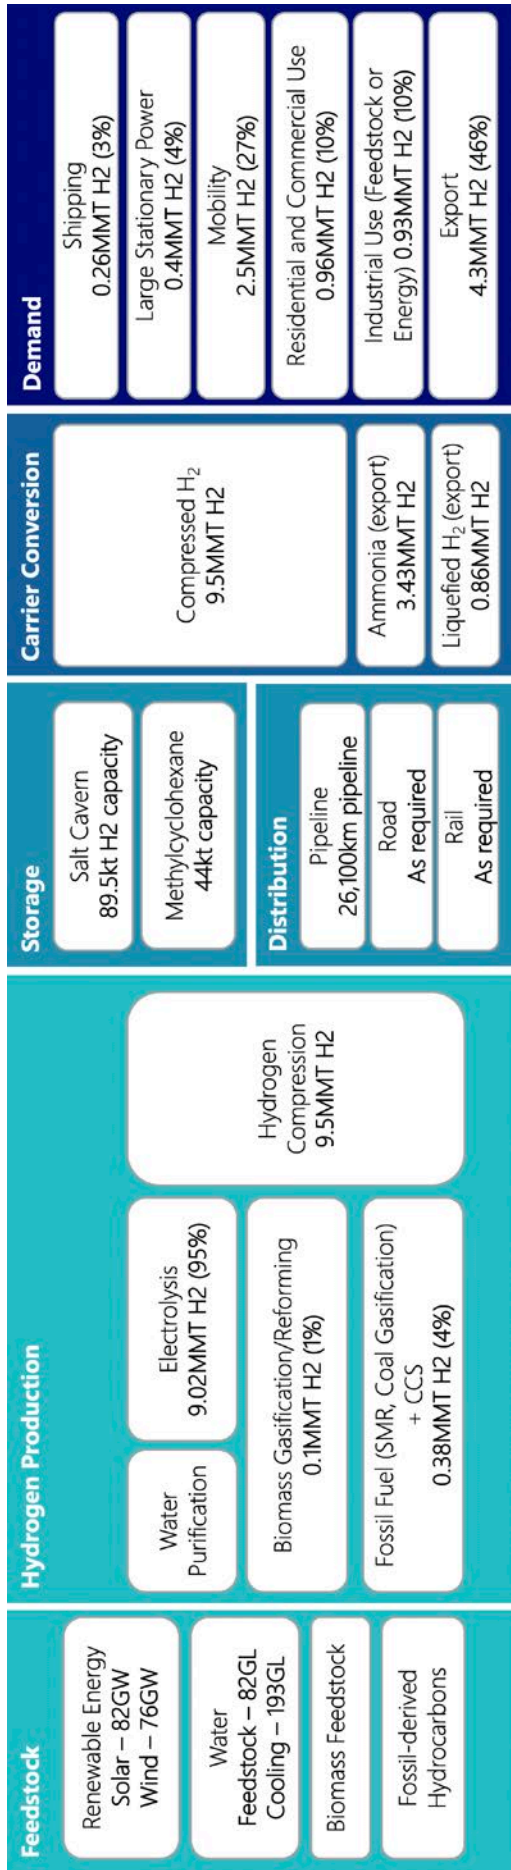 Feedstock
Renewable Energy
Solar – 82GW
Wind – 76GW
Water
Feedstock – 82GL
Cooling – 193GL
Biomass Feedstock
Fossil-derived
Hydrocarbons
Hydrogen Production
Water
Purification
Electrolysis
9.02MMT H2 (95%)
Biomass Gasification/Reforming
0.1MMT H2 (1%)
Fossil Fuel (SMR, Coal Gasification)
+ CCS
0.38MMT H2 (4%)
Hydrogen
Compression
9.5MMT H2
Storage
Salt Cavern
89.5kt H2 capacity
Methylcyclohexane
44kt capacity
Distribution
Pipeline
26,100km pipeline
Road
As required
Rail
As required
Carrier Conversion
Compressed H₂
9.5MMT H2
Ammonia (export)
3.43MMT H2
Liquefied H₂ (export)
0.86MMT H2
Demand
Shipping
0.26MMT H2 (3%)
Large Stationary Power
0.4MMT H2 (4%)
Mobility
2.5MMT H2 (27%)
Residential and Commercial Use
0.96MMT H2 (10%)
Industrial Use (Feedstock or
Energy) 0.93MMT H2 (10%)
Export
4.3MMT H2 (46%)